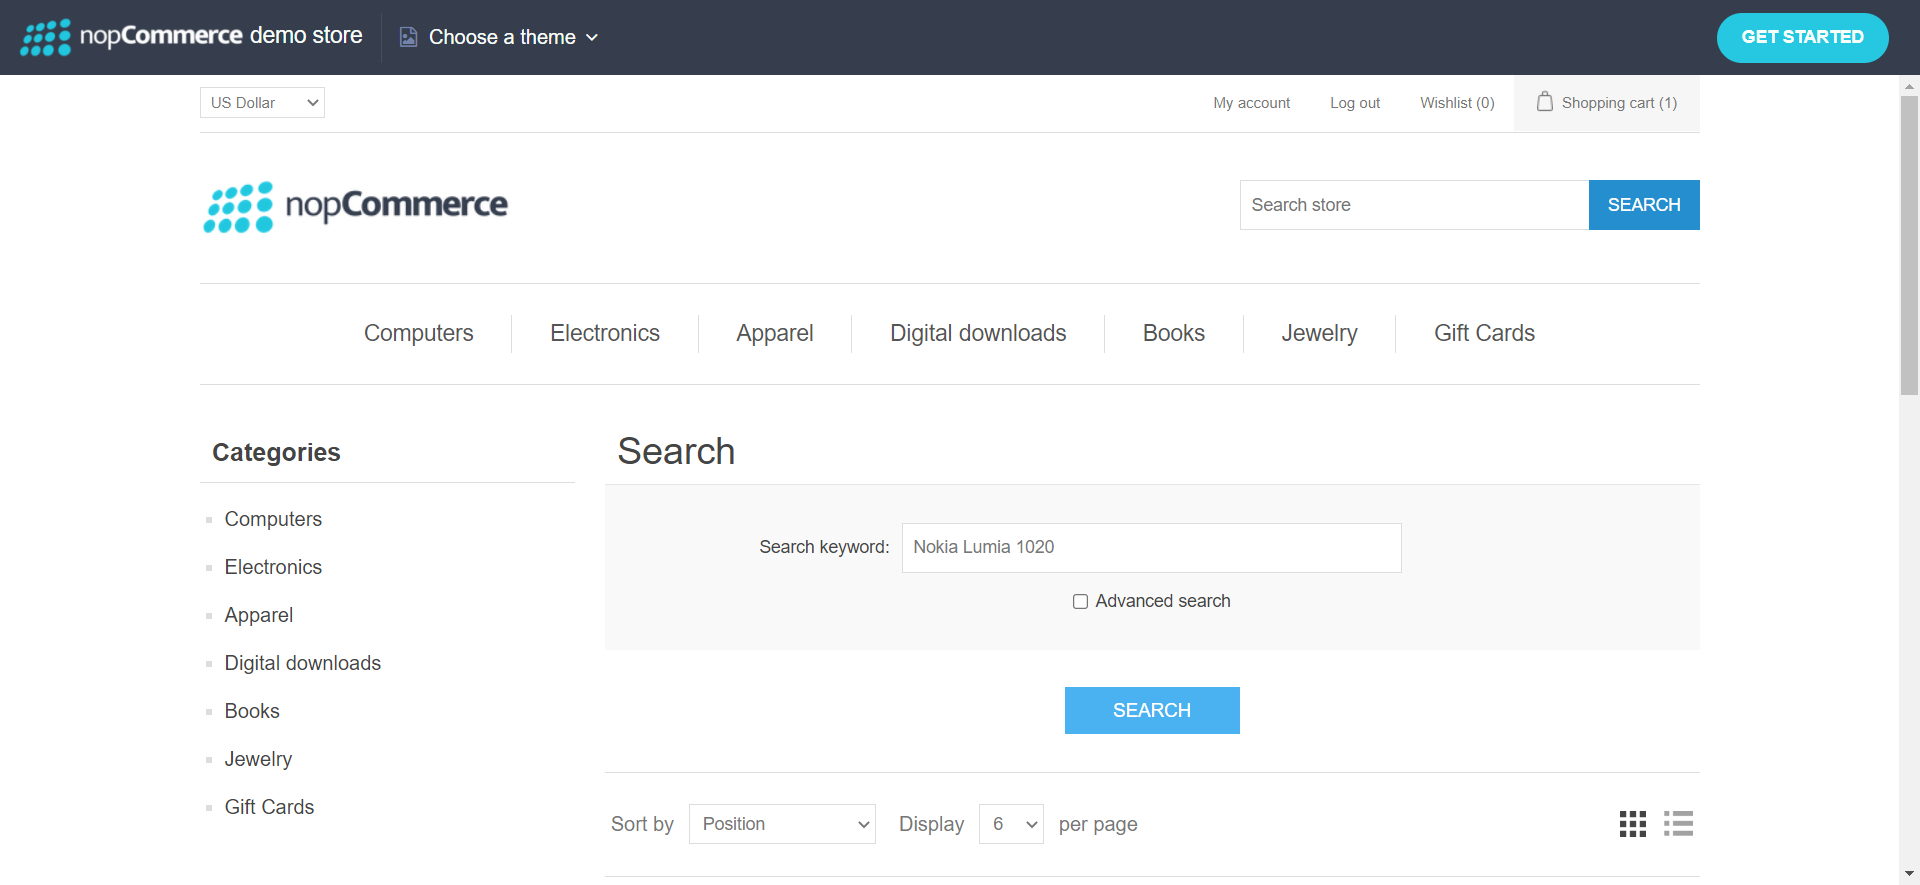 nopCommerce demo store
Choose a theme
GET STARTED
US Dollar
My account
Log out
Wishlist (0)
Shopping cart (1)
nopCommerce
Search store
SEARCH
Computers
Electronics
Apparel
Digital downloads
Books
Jewelry
Gift Cards
Categories
Computers
Electronics
Apparel
Digital downloads
Books
Jewelry
Gift Cards
Search
Search keyword:
Nokia Lumia 1020
Advanced search
SEARCH
Sort by
Position
Display
6
per page